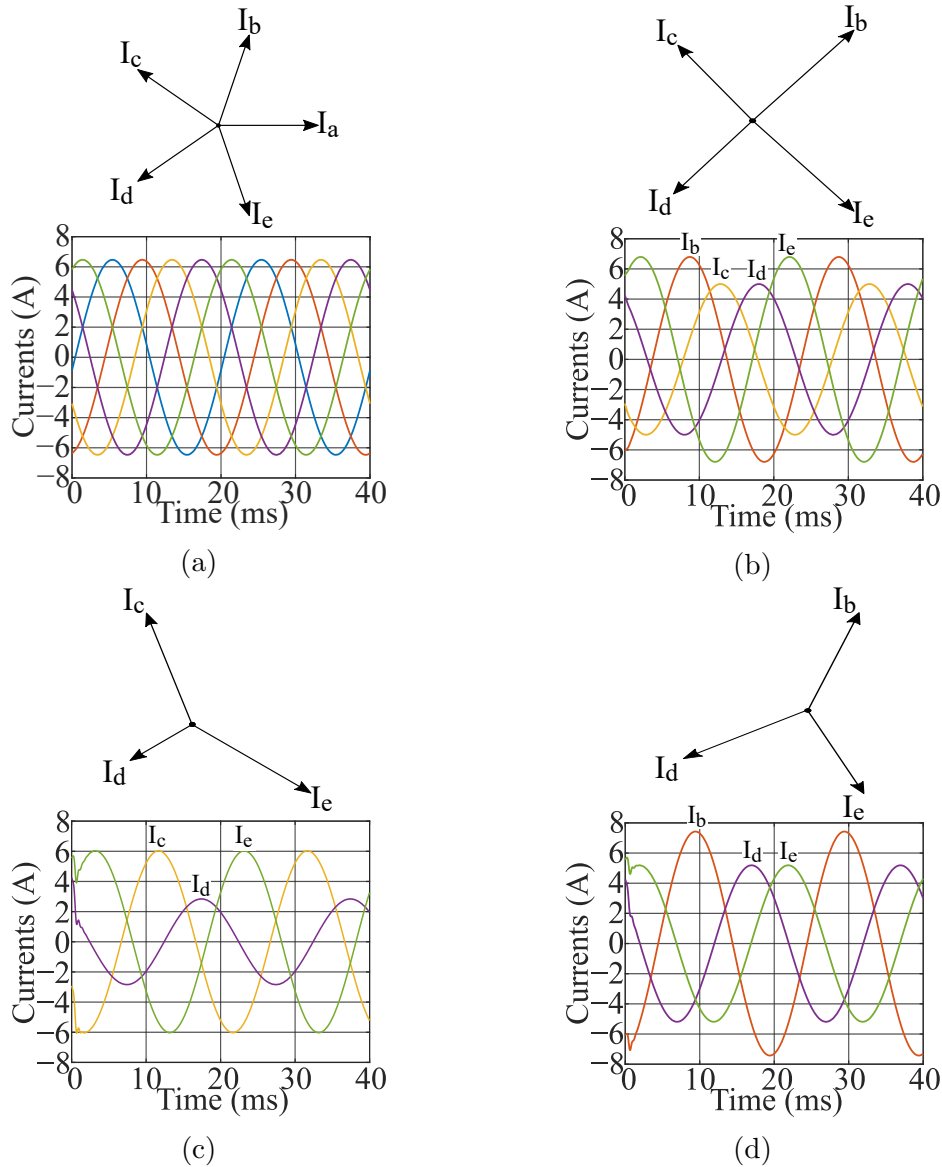 I_b
I_c
I_a
I_d
I_e
8
6
4
2
0
−2
−4
−6
−8
Currents (A)
0 10 20 30 40
Time (ms)
(a)
I_b
I_c
I_d
I_e
8
6
4
2
0
−2
−4
−6
−8
Currents (A)
I_b I_e
I_c I_d
0 10 20 30 40
Time (ms)
(b)
I_c
I_d
I_e
8
6
4
2
0
−2
−4
−6
−8
Currents (A)
I_c I_e
I_d
0 10 20 30 40
Time (ms)
(c)
I_b
I_d
I_e
8
6
4
2
0
−2
−4
−6
−8
Currents (A)
I_b
I_d I_e
0 10 20 30 40
Time (ms)
(d)